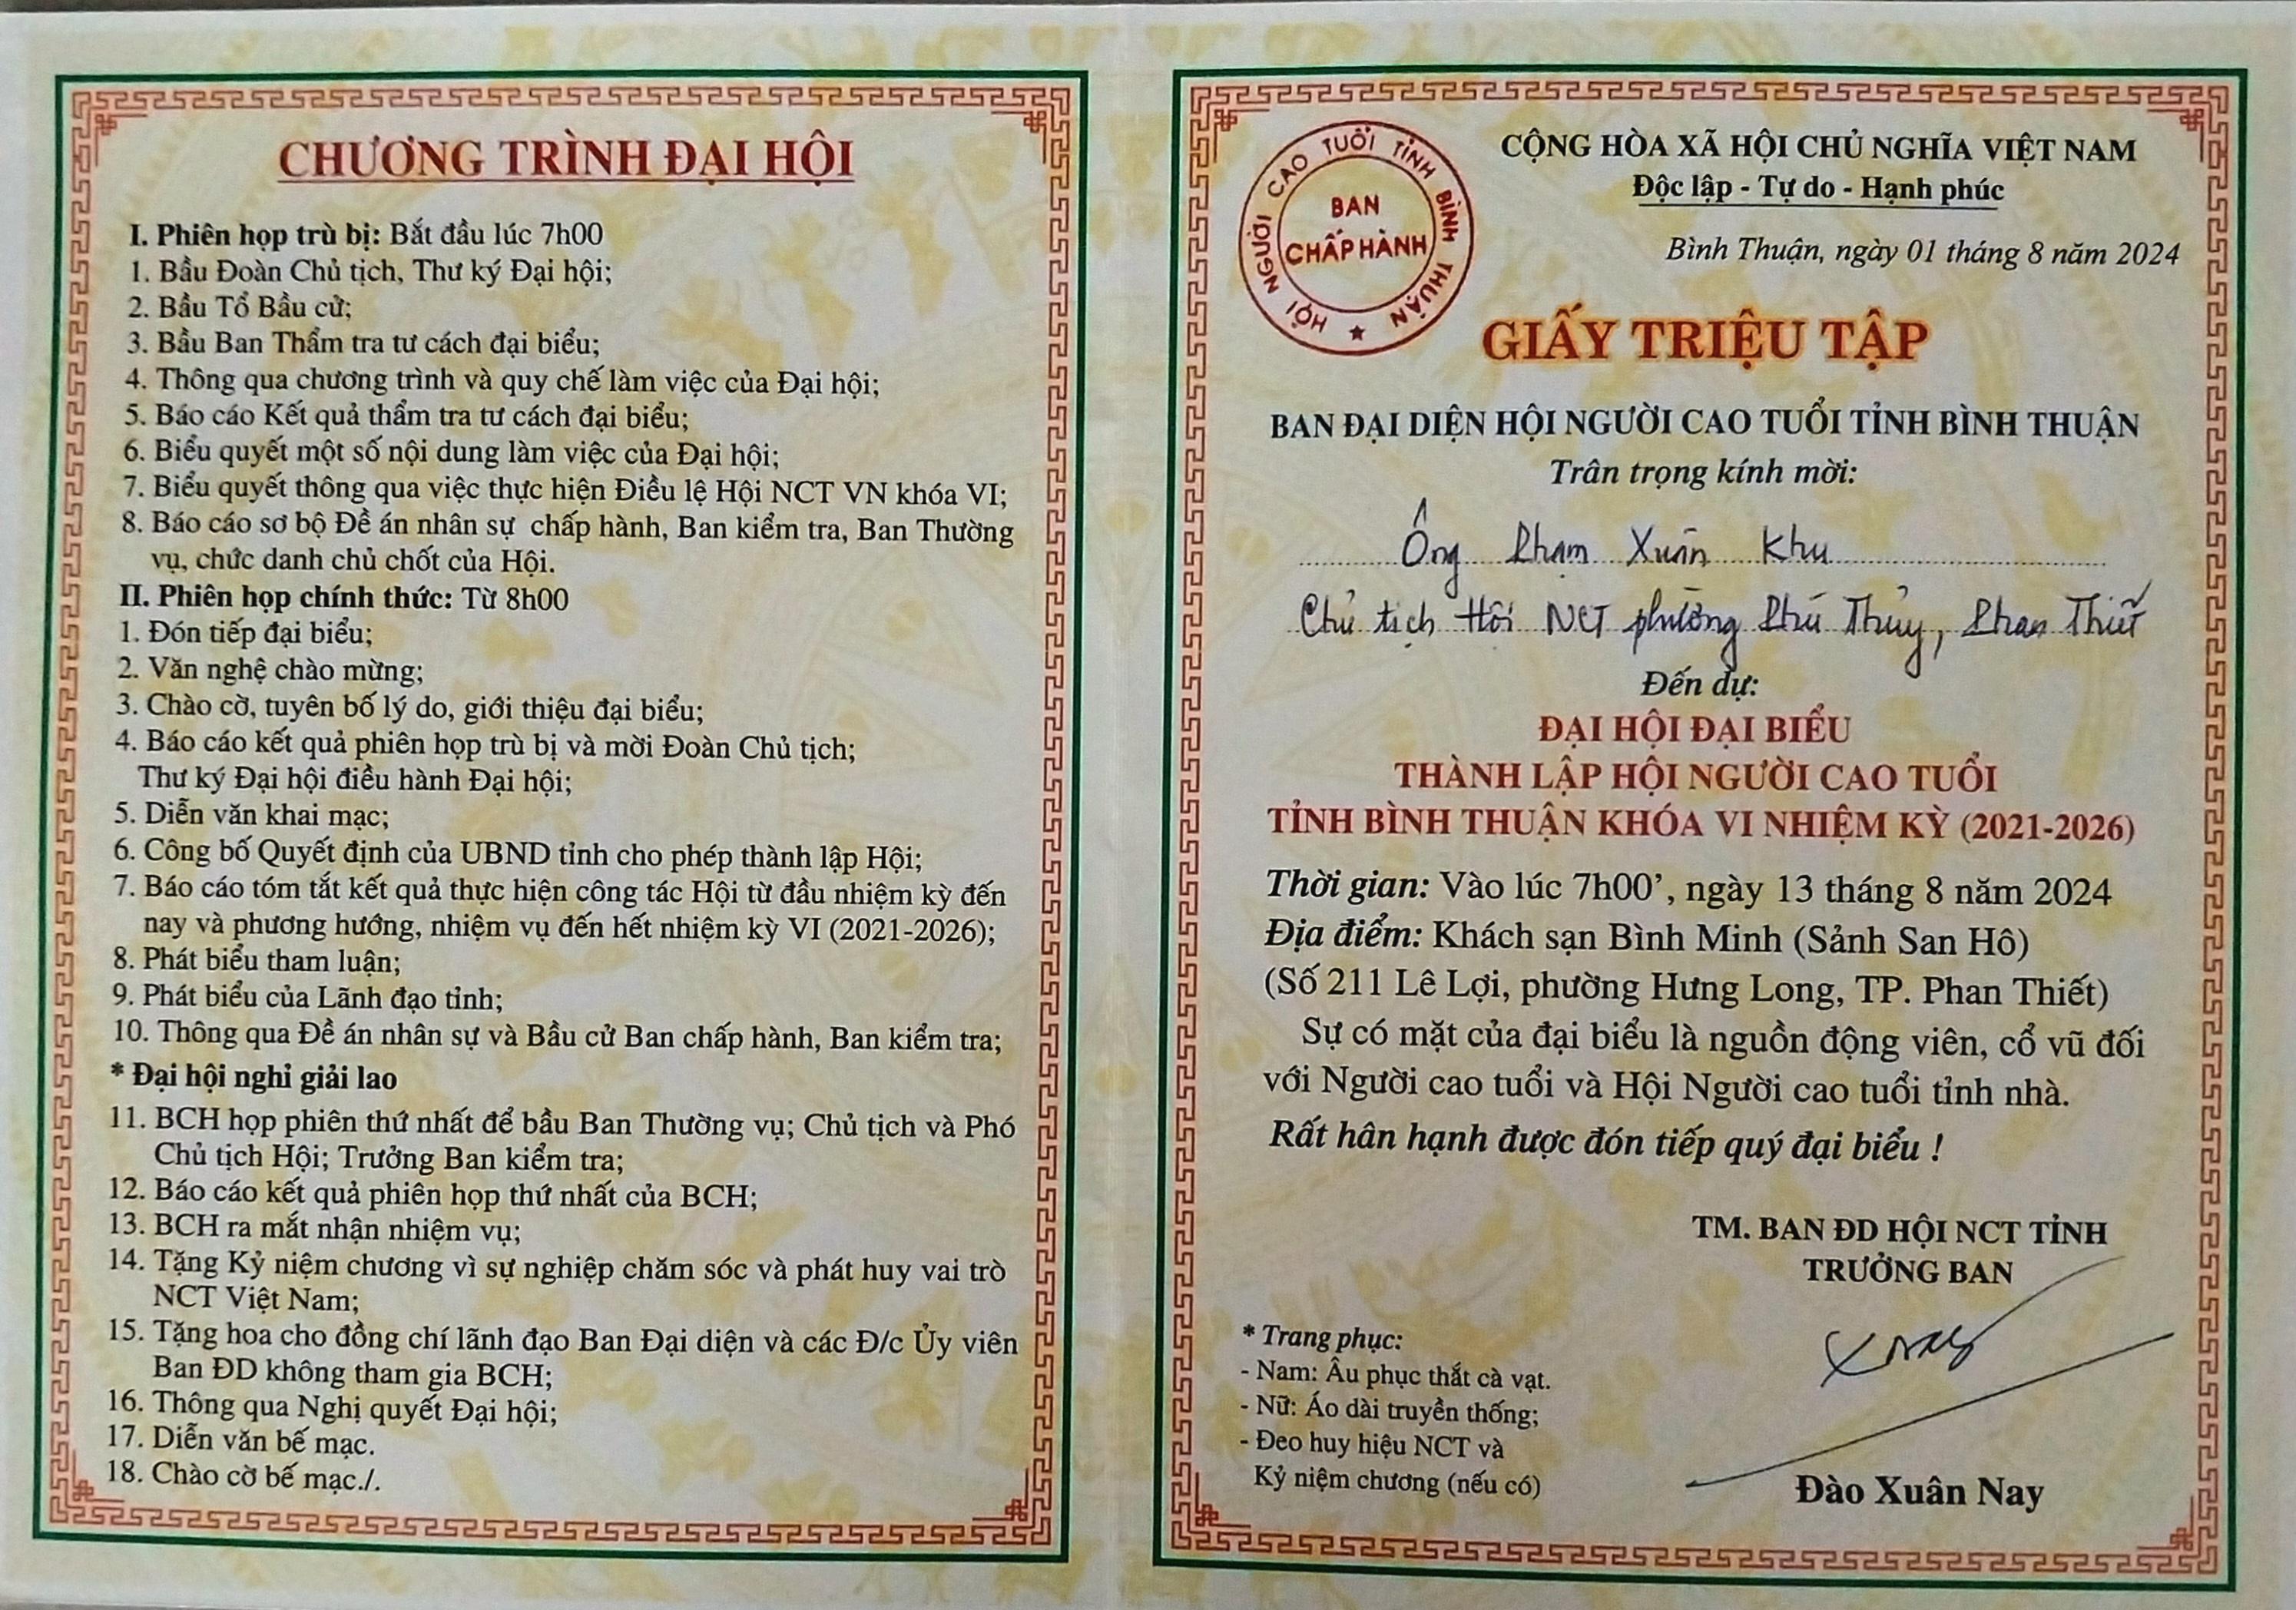 CHƯƠNG TRÌNH ĐẠI HỘI
I. Phiên họp trù bị: Bắt đầu lúc 7h00
1. Bầu Đoàn Chủ tịch, Thư ký Đại hội;
2. Bầu Tổ Bầu cử;
3. Bầu Ban Thẩm tra tư cách đại biểu;
4. Thông qua chương trình và quy chế làm việc của Đại hội;
5. Báo cáo Kết quả thẩm tra tư cách đại biểu;
6. Biểu quyết một số nội dung làm việc của Đại hội;
7. Biểu quyết thông qua việc thực hiện Điều lệ Hội NCT VN khóa VI;
8. Báo cáo sơ bộ Đề án nhân sự chấp hành, Ban kiểm tra, Ban Thường
vụ, chức danh chủ chốt của Hội.
II. Phiên họp chính thức: Từ 8h00
1. Đón tiếp đại biểu;
2. Văn nghệ chào mừng;
3. Chào cờ, tuyên bố lý do, giới thiệu đại biểu;
4. Báo cáo kết quả phiên họp trù bị và mời Đoàn Chủ tịch;
Thư ký Đại hội điều hành Đại hội;
5. Diễn văn khai mạc;
6. Công bố Quyết định của UBND tỉnh cho phép thành lập Hội;
7. Báo cáo tóm tắt kết quả thực hiện công tác Hội từ đầu nhiệm kỳ đến
nay và phương hướng, nhiệm vụ đến hết nhiệm kỳ VI (2021-2026);
8. Phát biểu tham luận;
9. Phát biểu của Lãnh đạo tỉnh;
10. Thông qua Đề án nhân sự và Bầu cử Ban chấp hành, Ban kiểm tra;
* Đại hội nghỉ giải lao
11. BCH họp phiên thứ nhất để bầu Ban Thường vụ; Chủ tịch và Phó
Chủ tịch Hội; Trưởng Ban kiểm tra;
12. Báo cáo kết quả phiên họp thứ nhất của BCH;
13. BCH ra mắt nhận nhiệm vụ;
14. Tặng Kỷ niệm chương vì sự nghiệp chăm sóc và phát huy vai trò
NCT Việt Nam;
15. Tặng hoa cho đồng chí lãnh đạo Ban Đại diện và các Đ/c Ủy viên
Ban ĐD không tham gia BCH;
16. Thông qua Nghị quyết Đại hội;
17. Diễn văn bế mạc.
18. Chào cờ bế mạc./.
HỘI NGƯỜI CAO TUỔI TỈNH BÌNH THUẬN
BAN
CHẤP HÀNH
CỘNG HÒA XÃ HỘI CHỦ NGHĨA VIỆT NAM
Độc lập - Tự do - Hạnh phúc
Bình Thuận, ngày 01 tháng 8 năm 2024
GIẤY TRIỆU TẬP
BAN ĐẠI DIỆN HỘI NGƯỜI CAO TUỔI TỈNH BÌNH THUẬN
Trân trọng kính mời:
Ông Phạm Xuân Khu
Chủ tịch Hội NCT phường Phú Thủy, Phan Thiết
Đến dự:
ĐẠI HỘI ĐẠI BIỂU
THÀNH LẬP HỘI NGƯỜI CAO TUỔI
TỈNH BÌNH THUẬN KHÓA VI NHIỆM KỲ (2021-2026)
Thời gian: Vào lúc 7h00’, ngày 13 tháng 8 năm 2024
Địa điểm: Khách sạn Bình Minh (Sảnh San Hô)
(Số 211 Lê Lợi, phường Hưng Long, TP. Phan Thiết)
Sự có mặt của đại biểu là nguồn động viên, cổ vũ đối
với Người cao tuổi và Hội Người cao tuổi tỉnh nhà.
Rất hân hạnh được đón tiếp quý đại biểu !
TM. BAN ĐD HỘI NCT TỈNH
TRƯỞNG BAN
* Trang phục:
- Nam: Âu phục thắt cà vạt.
- Nữ: Áo dài truyền thống;
- Đeo huy hiệu NCT và
Kỷ niệm chương (nếu có)
Đào Xuân Nay